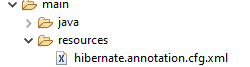 main
java
resources
hibernate.annotation.cfg.xml